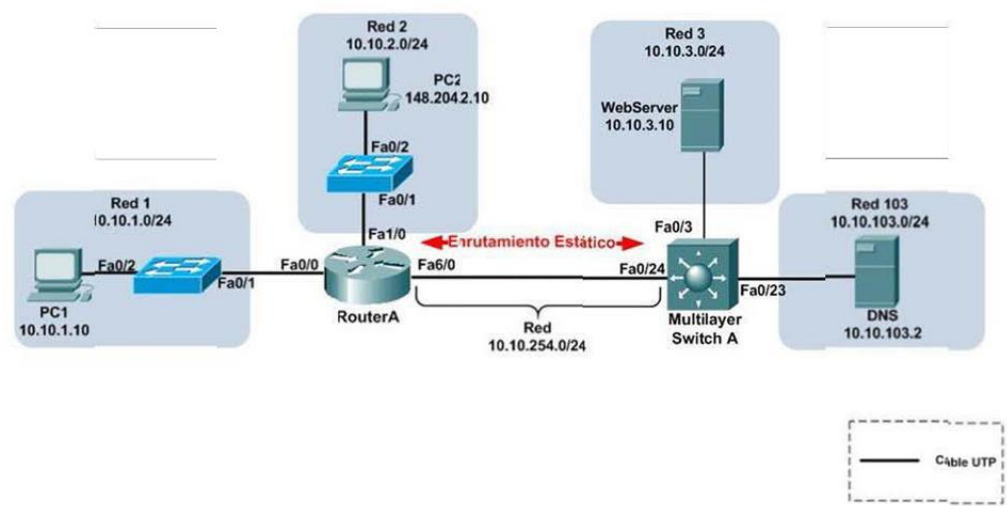 Red 2
10.10.2.0/24
PC2
148.204.2.10
Fa0/2
Fa0/1
Fa1/0
Red 3
10.10.3.0/24
WebServer
10.10.3.10
Fa0/3
Red 1
10.10.1.0/24
Fa0/2
Fa0/1
PC1
10.10.1.10
Fa0/0
RouterA
Fa6/0
Enrutamiento Estático
Fa0/24
Red
10.10.254.0/24
Multilayer
Switch A
Fa0/23
Red 103
10.10.103.0/24
DNS
10.10.103.2
Cable UTP